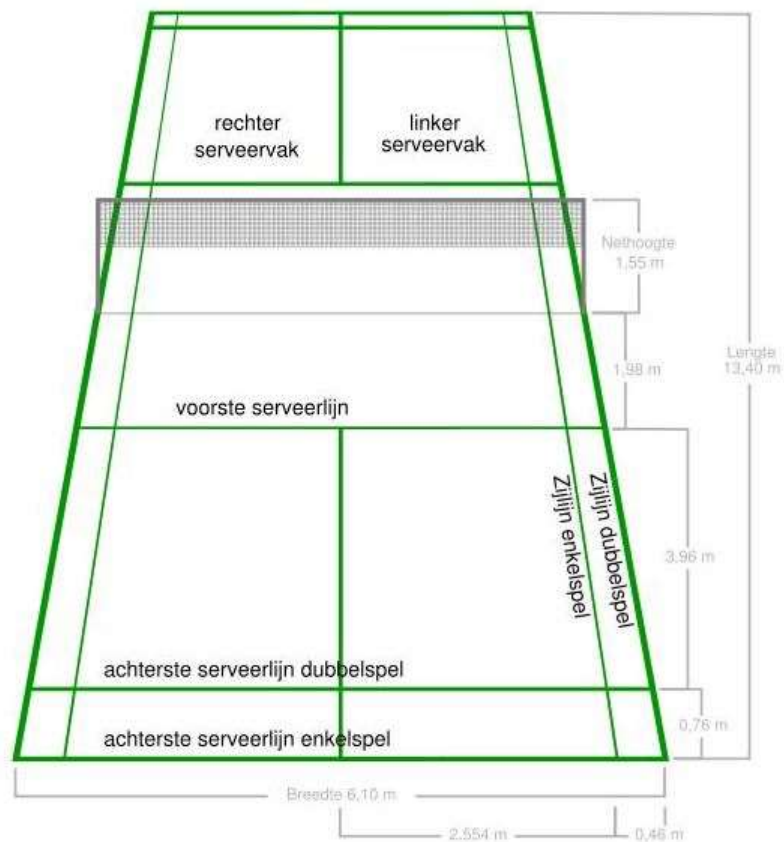 rechter
serveervak
linker
serveervak
Nethoogte
1,55 m
Lengte
13,40 m
1,98 m
voorste serveerlijn
Zijlijn enkelspel
Zijlijn dubbelspel
3,96 m
achterste serveerlijn dubbelspel
0,76 m
achterste serveerlijn enkelspel
Breedte 6,10 m
2.554 m
0,46 m